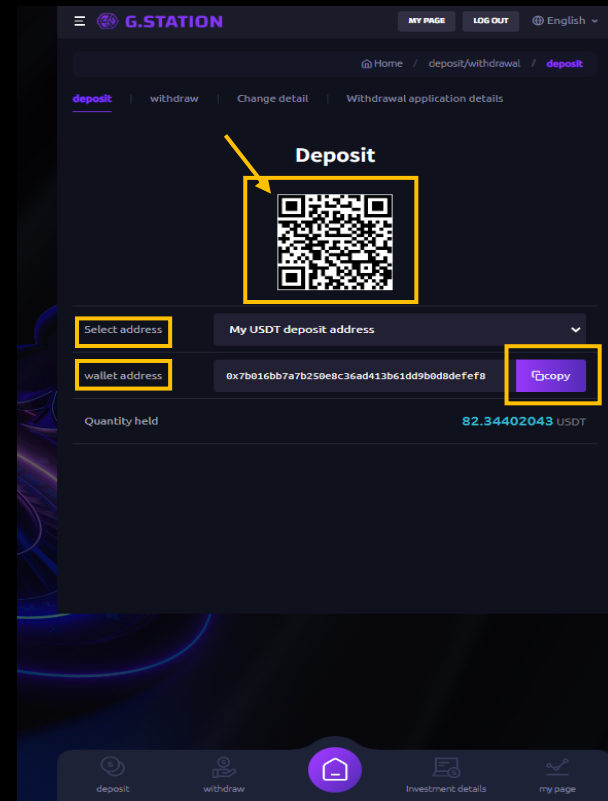 G.STATION MY PAGE LOG OUT English
Home / deposit/withdrawal / deposit
deposit | withdraw | Change detail | Withdrawal application details
Deposit
Select address My USDT deposit address
wallet address 0x7b016bb7a7b250e8c36ad413b61dd9b0d8defef8 copy
Quantity held 82.34402043 USDT
deposit withdraw Investment details my page